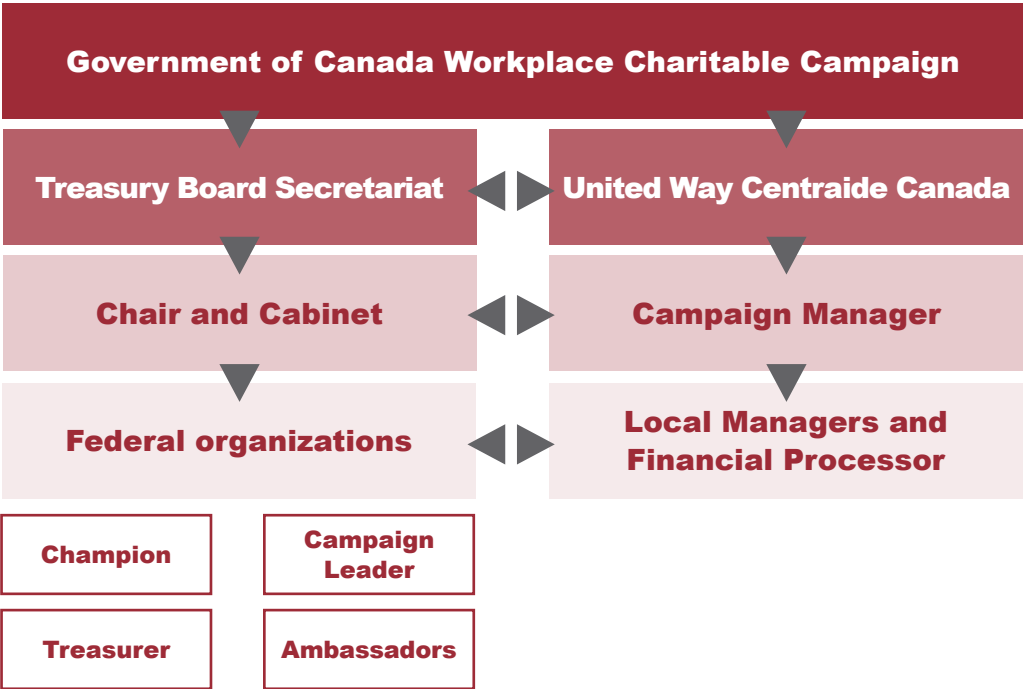 Government of Canada Workplace Charitable Campaign
Treasury Board Secretariat
United Way Centraide Canada
Chair and Cabinet
Campaign Manager
Federal organizations
Local Managers and
Financial Processor
Champion
Campaign
Leader
Treasurer
Ambassadors